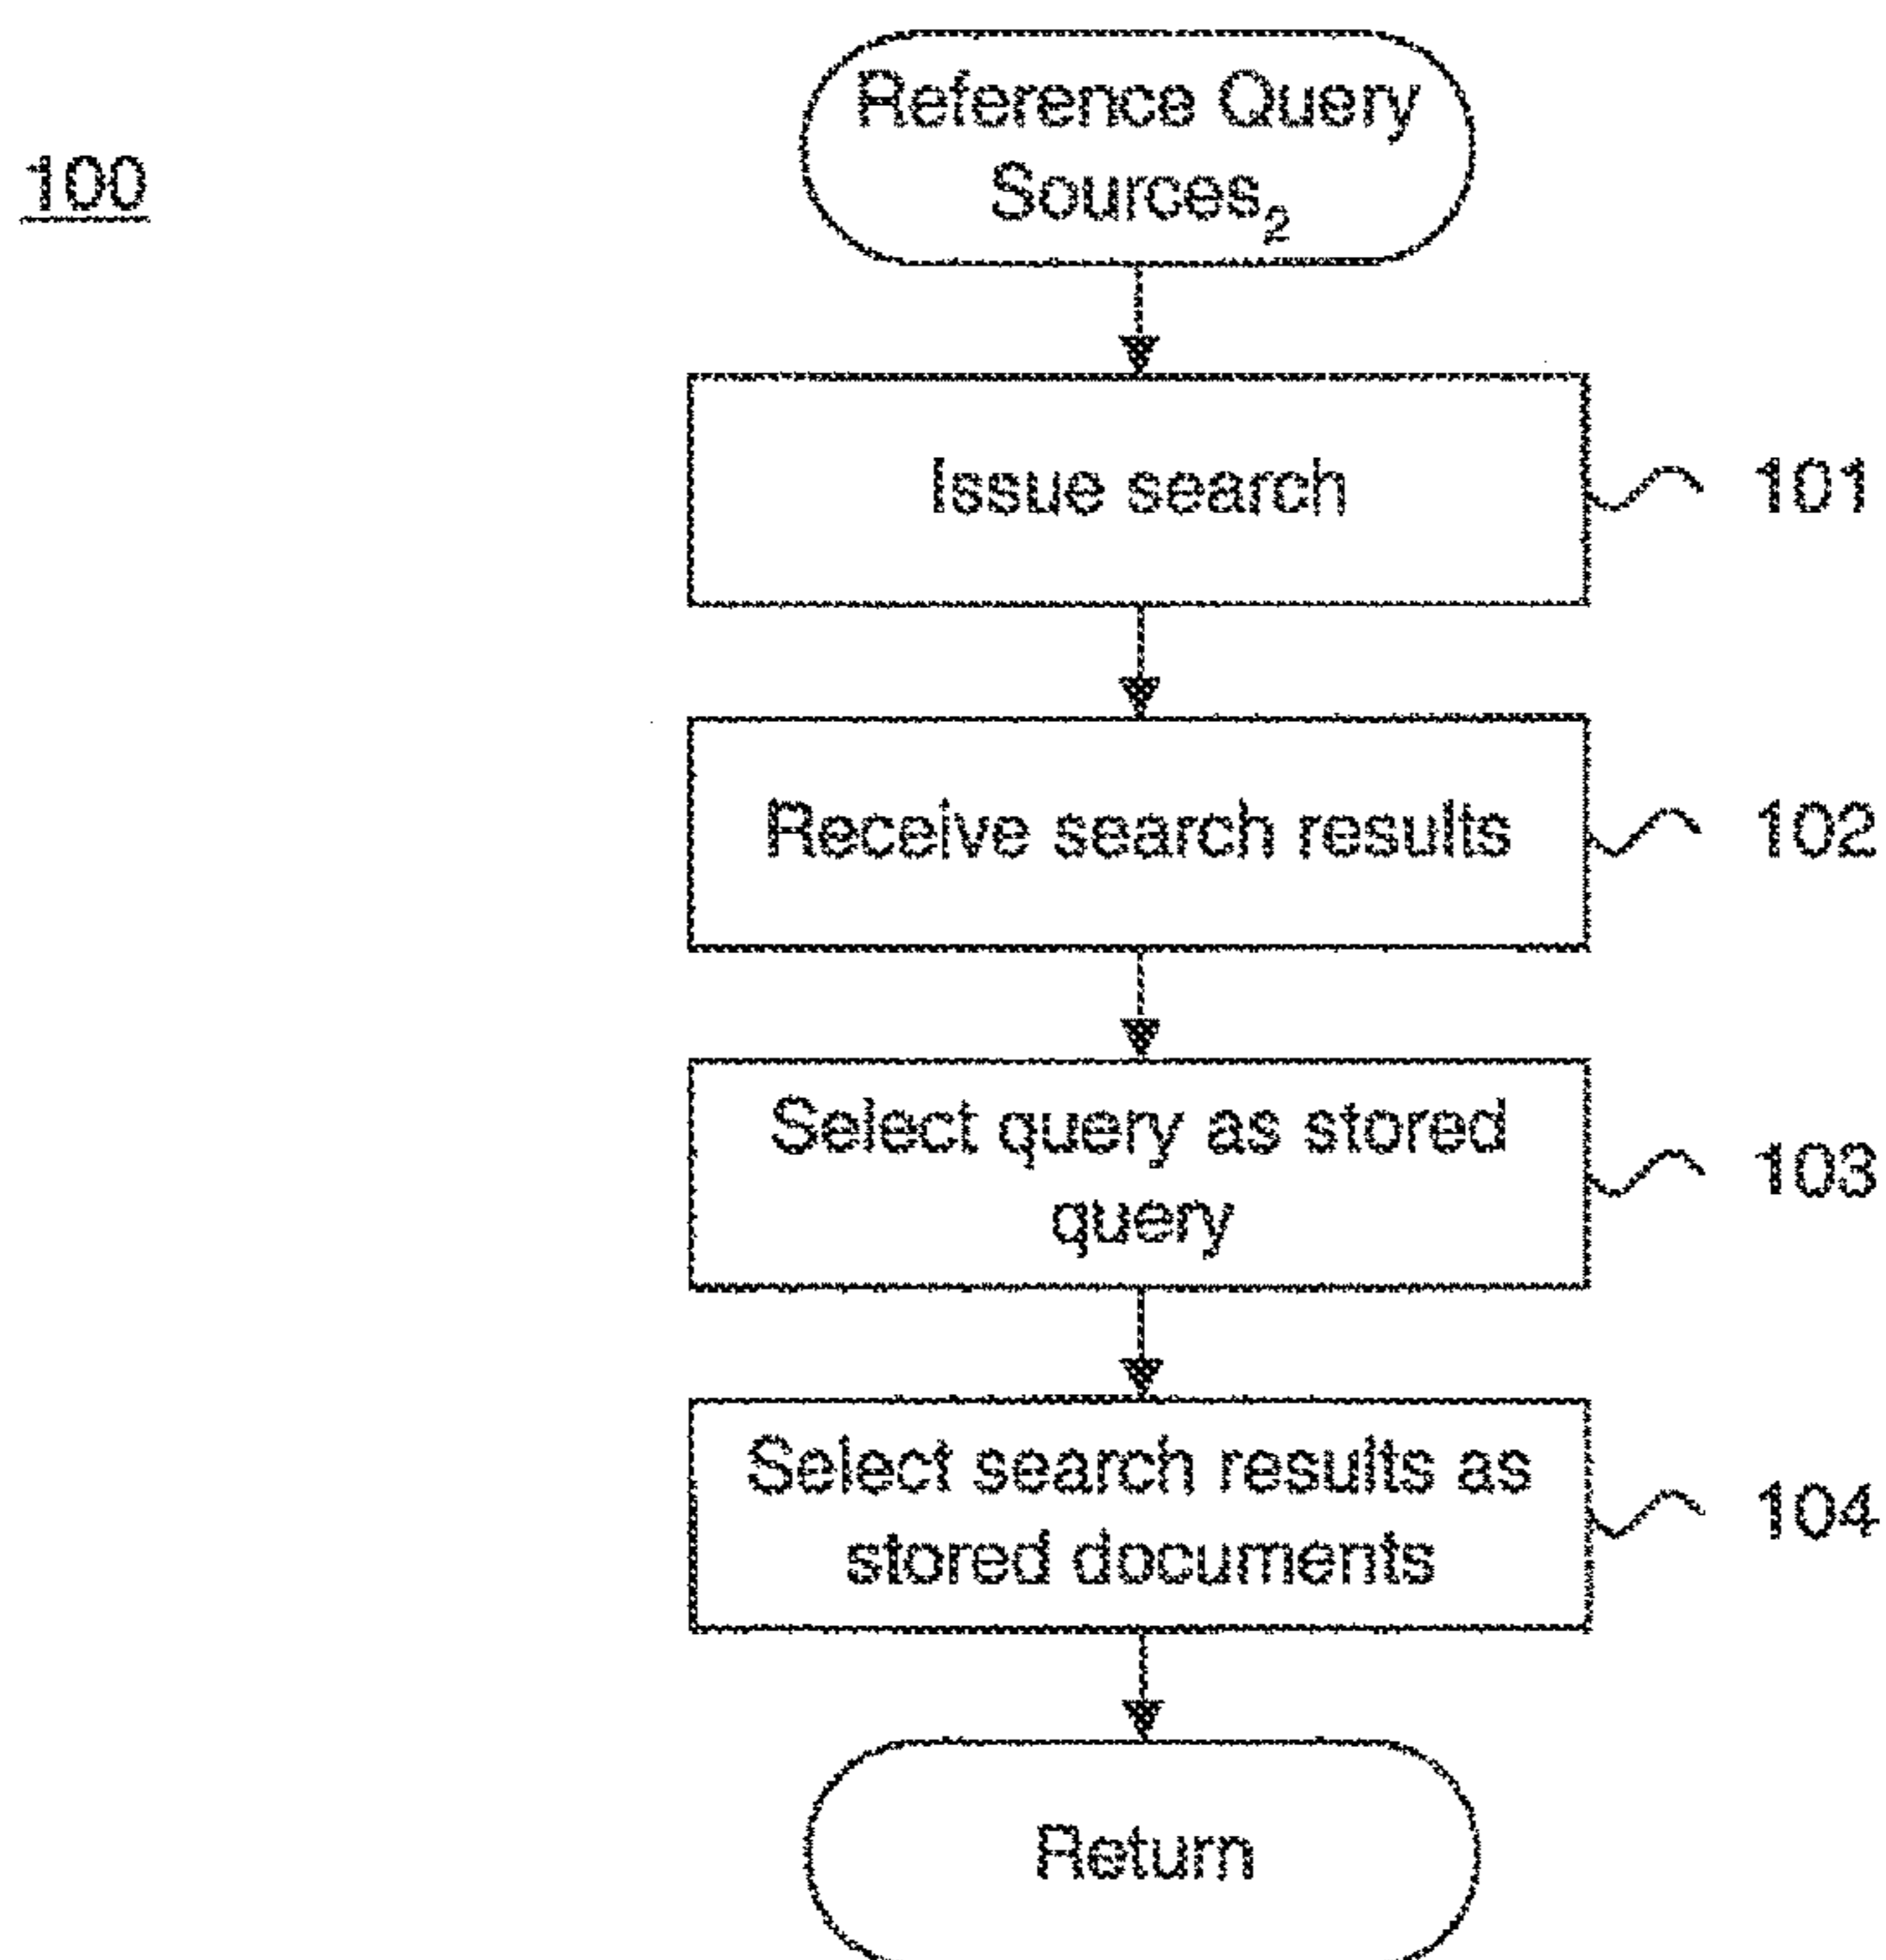 100
Reference Query
Sources₂
Issue search
101
Receive search results
102
Select query as stored
query
103
Select search results as
stored documents
104
Return